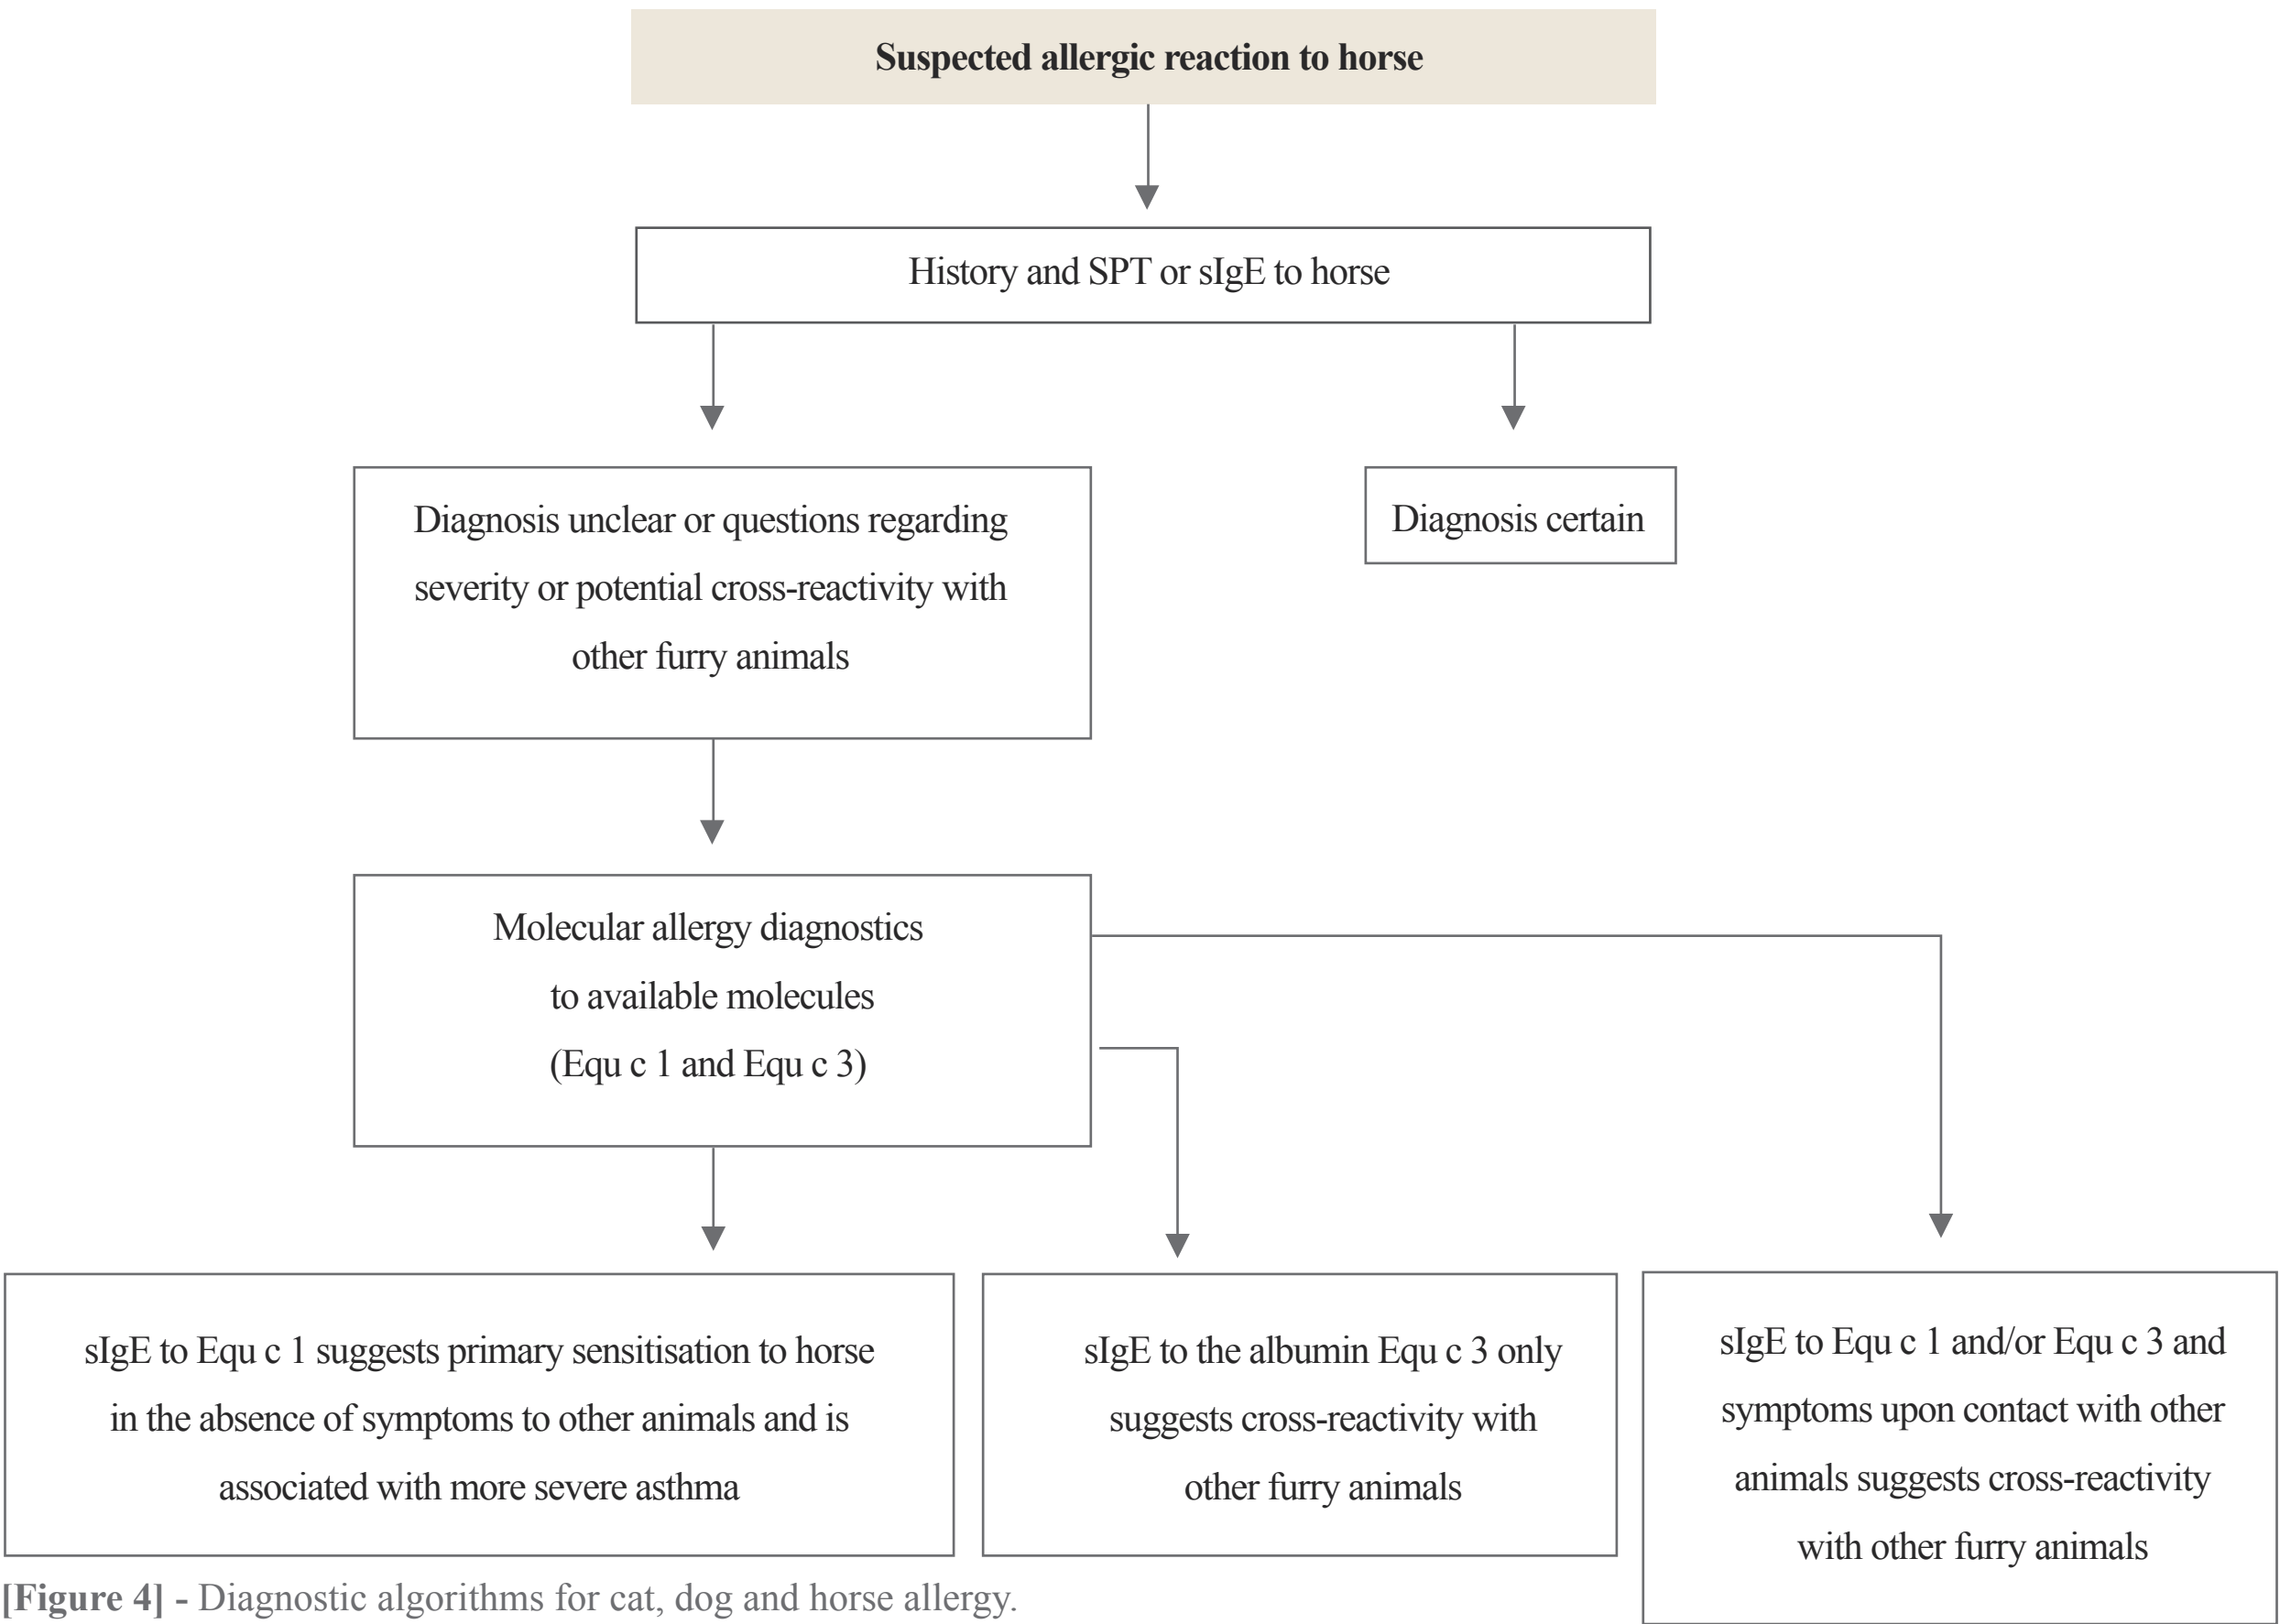 Suspected allergic reaction to horse
History and SPT or sIgE to horse
Diagnosis unclear or questions regarding
severity or potential cross-reactivity with
other furry animals
Diagnosis certain
Molecular allergy diagnostics
to available molecules
(Equ c 1 and Equ c 3)
sIgE to Equ c 1 suggests primary sensitisation to horse
in the absence of symptoms to other animals and is
associated with more severe asthma
sIgE to the albumin Equ c 3 only
suggests cross-reactivity with
other furry animals
sIgE to Equ c 1 and/or Equ c 3 and
symptoms upon contact with other
animals suggests cross-reactivity
with other furry animals
[Figure 4] - Diagnostic algorithms for cat, dog and horse allergy.